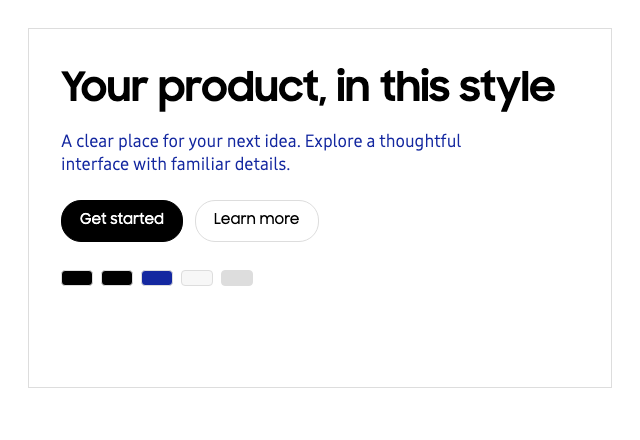 Your product, in this style
A clear place for your next idea. Explore a thoughtful
interface with familiar details.
Get started
Learn more